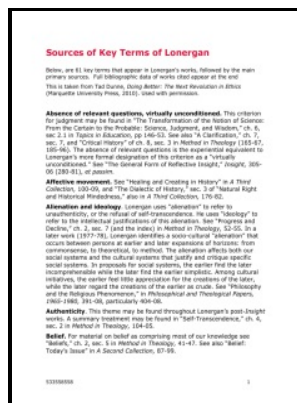 Sources of Key Terms of Lonergan
Below, are 61 key terms that appear in Lonergan's works, followed by the main
primary sources. Full bibliographic data of works cited appear at the end
This is taken from Tad Dunne, Doing Better: The Next Revolution in Ethics
(Marquette University Press, 2010). Used with permission.
Absence of relevant questions, virtually unconditioned. This criterion
for judgment may be found in "The Transformation of the Notion of Science:
From the Certain to the Probable: Science, Judgment, and Wisdom," ch. 6,
sec 2.1 in Topics in Education, pp 146-53. See also "A Clarification," ch. 7,
sec. 7, and "Critical History" of ch. 8, sec. 3 in Method in Theology (165-67,
185-96). The absence of relevant questions is the experiential equivalent to
Lonergan's more formal designation of this criterion as a "virtually
unconditioned." See "The General Form of Reflective Insight," Insight, 305-
06 (280-81), et passim.
Affective movement. See "Healing and Creating in History" in A Third
Collection, 100-09, and "The Dialectic of History," sec. 3 of "Natural Right
and Historical Mindedness," also in A Third Collection, 176-82.
Alienation and ideology. Lonergan uses "alienation" to refer to
unauthenticity, or the refusal of self-transcendence. He uses "ideology" to
refer to the intellectual justifications of this alienation. See "Progress and
Decline," ch. 2, sec. 7 (and the index) in Method in Theology, 52-55. In a
later work (1977-78), Lonergan identifies a socio-cultural "alienation" that
occurs between persons at earlier and later expansions of horizons: from
commonsense, to theoretical, to method. The alienation affects both our
social systems and the cultural systems that justify and critique specific
social systems. In proposals for social systems, the earlier find the later
incomprehensible while the later find the earlier simplistic. Among cultural
initiatives, the earlier feel little appreciation for the creations of the later,
while the later regard the creations of the earlier as crude. See "Philosophy
and the Religious Phenomenon," in Philosophical and Theological Papers,
1965-1980, 391-08, particularly 404-08.
Authenticity. This theme may be found throughout Lonergan's post-Insight
works. A summary treatment may be found in "Self-Transcendence," ch. 4,
sec. 2 in Method in Theology, 104-05.
Belief. For material on belief as comprising most of our knowledge see
"Beliefs," ch. 2, sec. 5 in Method in Theology, 41-47. See also "Belief:
Today's Issue" in A Second Collection, 87-99.
1